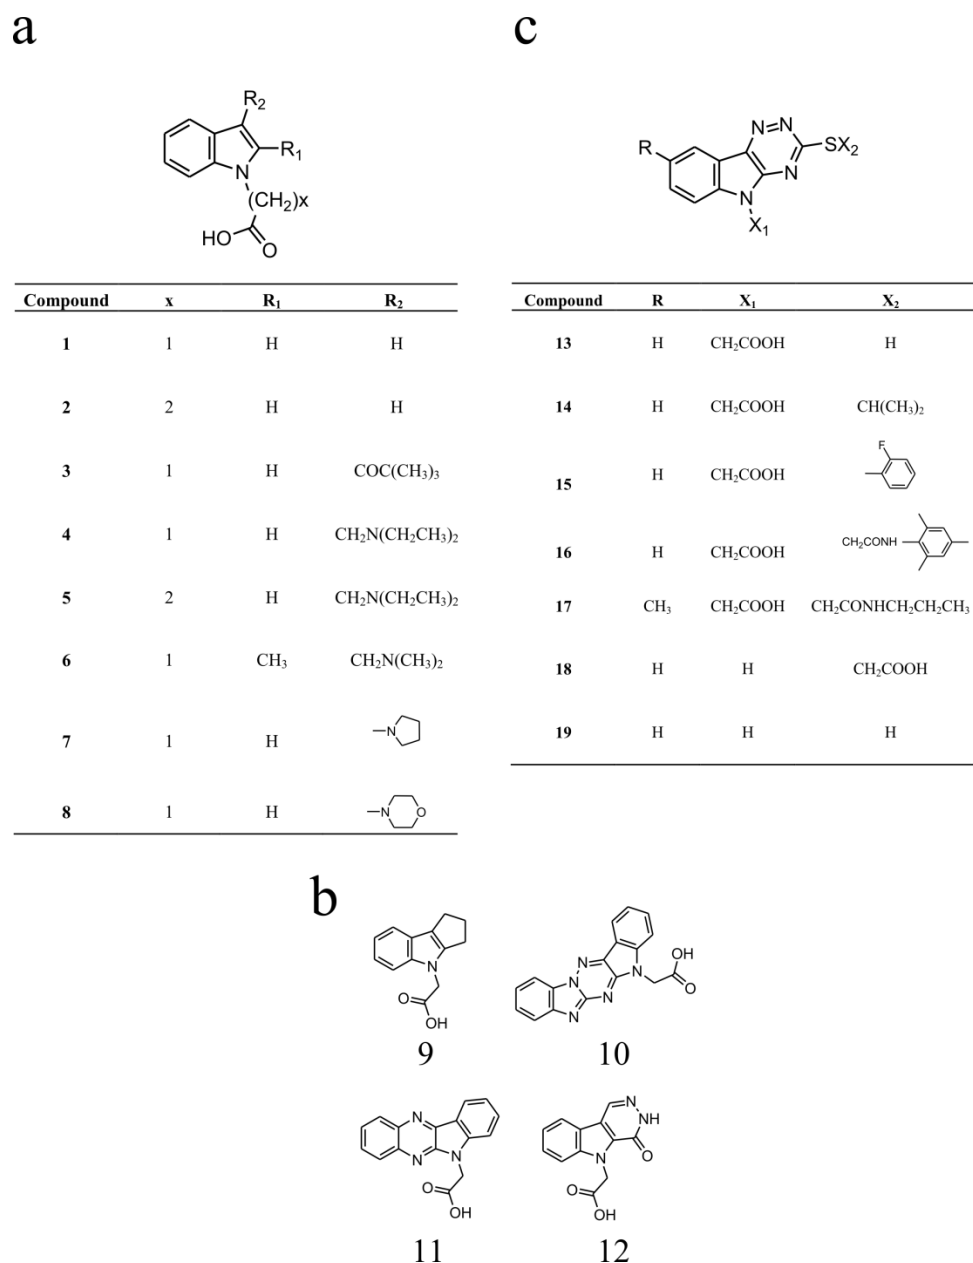 a
R2
R1
N
(CH2)x
HO
O
Compound x R1 R2
1 1 H H
2 2 H H
3 1 H COC(CH3)3
4 1 H CH2N(CH2CH3)2
5 2 H CH2N(CH2CH3)2
6 1 CH3 CH2N(CH3)2
7 1 H N
8 1 H N O
c
N N
R SX2
N
N
X1
Compound R X1 X2
13 H CH2COOH H
14 H CH2COOH CH(CH3)2
F
15 H CH2COOH
16 H CH2COOH CH2CONH
17 CH3 CH2COOH CH2CONHCH2CH2CH3
18 H H CH2COOH
19 H H H
b
N
O
OH
9
N
N
N
N
N
OH
O
10
N
N
N
O
OH
11
N
NH
O
N
O
OH
12